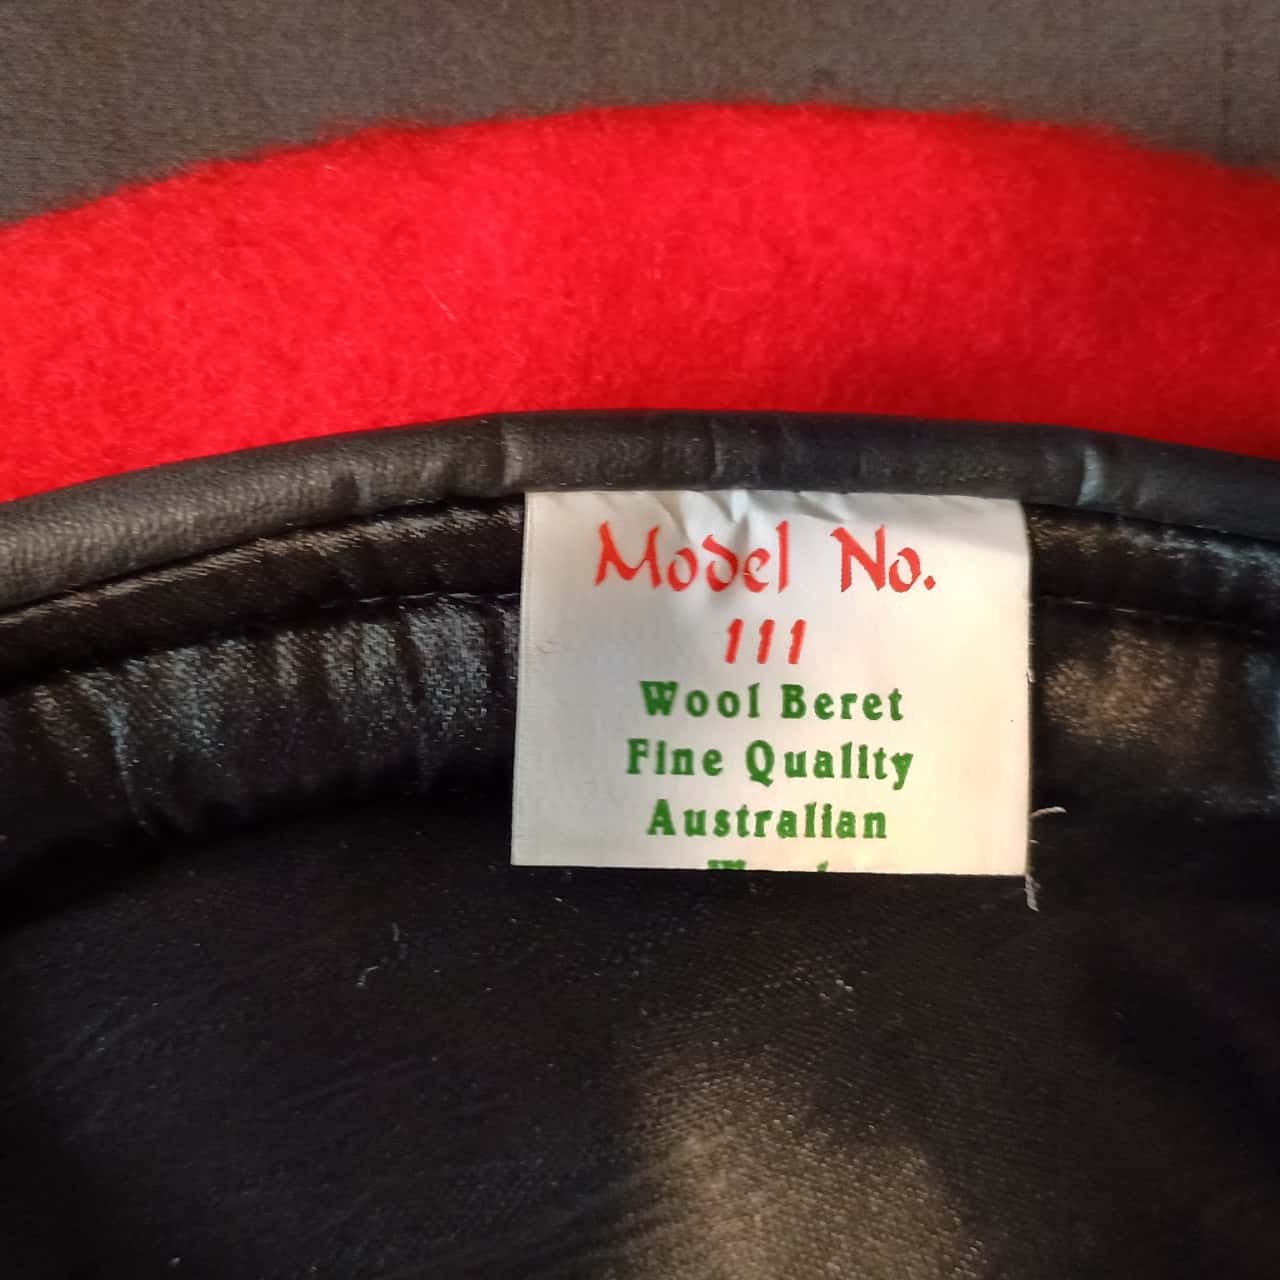 Model No.
111
Wool Beret
Fine Quality
Australian